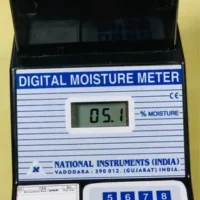 DIGITAL MOISTURE METER
CE
05.1
% MOISTURE
NATIONAL INSTRUMENTS (INDIA)
VADODARA - 390 012. (GUJARAT) INDIA.
5 6 7 8